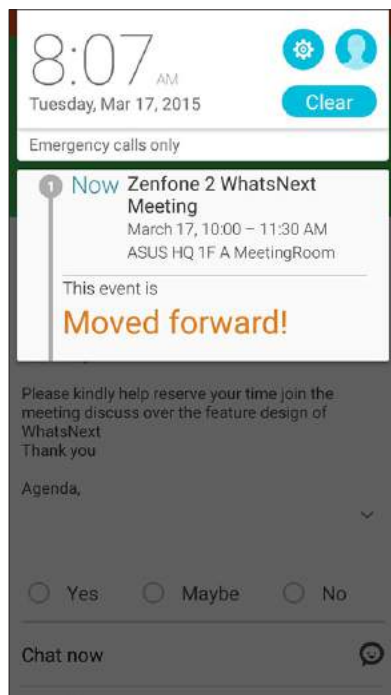 8:07 AM
Tuesday, Mar 17, 2015
Clear
Emergency calls only
1 Now Zenfone 2 WhatsNext
Meeting
March 17, 10:00 – 11:30 AM
ASUS HQ 1F A MeetingRoom
This event is
Moved forward!
Please kindly help reserve your time join the
meeting discuss over the feature design of
WhatsNext
Thank you
Agenda,
Yes Maybe No
Chat now